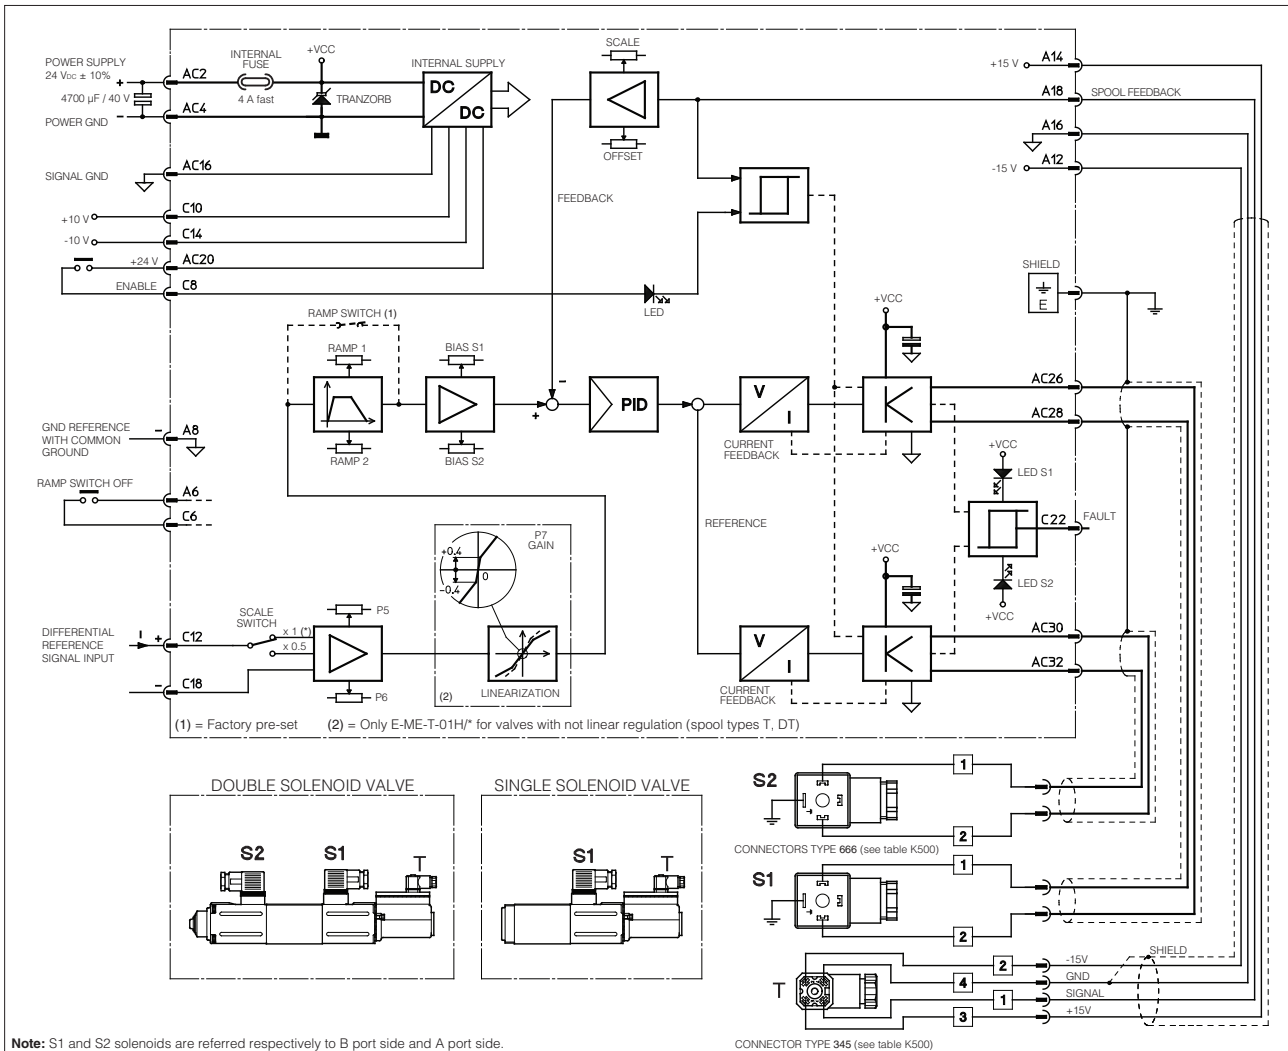 POWER SUPPLY
24 VDC ± 10%
+
4700 µF / 40 V
-
POWER GND
AC2
AC4
INTERNAL
FUSE
4 A fast
+VCC
TRANZORB
INTERNAL SUPPLY
DC
DC
SCALE
OFFSET
+15 V
A14
A18
SPOOL FEEDBACK
A16
-15 V
A12
SIGNAL GND
AC16
+10 V
C10
-10 V
C14
+24 V
AC20
ENABLE
C8
FEEDBACK
LED
SHIELD
E
RAMP SWITCH (1)
RAMP 1
RAMP 2
BIAS S1
BIAS S2
-
+
PID
V
I
CURRENT
FEEDBACK
+VCC
AC26
AC28
GND REFERENCE
WITH COMMON
GROUND
-
A8
RAMP SWITCH OFF
A6
C6
REFERENCE
+VCC
LED S1
C22
FAULT
LED S2
+VCC
P7
GAIN
+0.4
0
-0.4
LINEARIZATION
(2)
DIFFERENTIAL
REFERENCE
SIGNAL INPUT
I
+
C12
-
C18
SCALE
SWITCH
x 1 (*)
x 0.5
P5
P6
V
I
CURRENT
FEEDBACK
+VCC
AC30
AC32
(1) = Factory pre-set (2) = Only E-ME-T-01H/* for valves with not linear regulation (spool types T, DT)
DOUBLE SOLENOID VALVE
S2
S1
T
SINGLE SOLENOID VALVE
S1
T
S2
1
2
CONNECTORS TYPE 666 (see table K500)
S1
1
2
T
2
-15V
4
GND
1
SIGNAL
3
+15V
SHIELD
CONNECTOR TYPE 345 (see table K500)
Note: S1 and S2 solenoids are referred respectively to B port side and A port side.